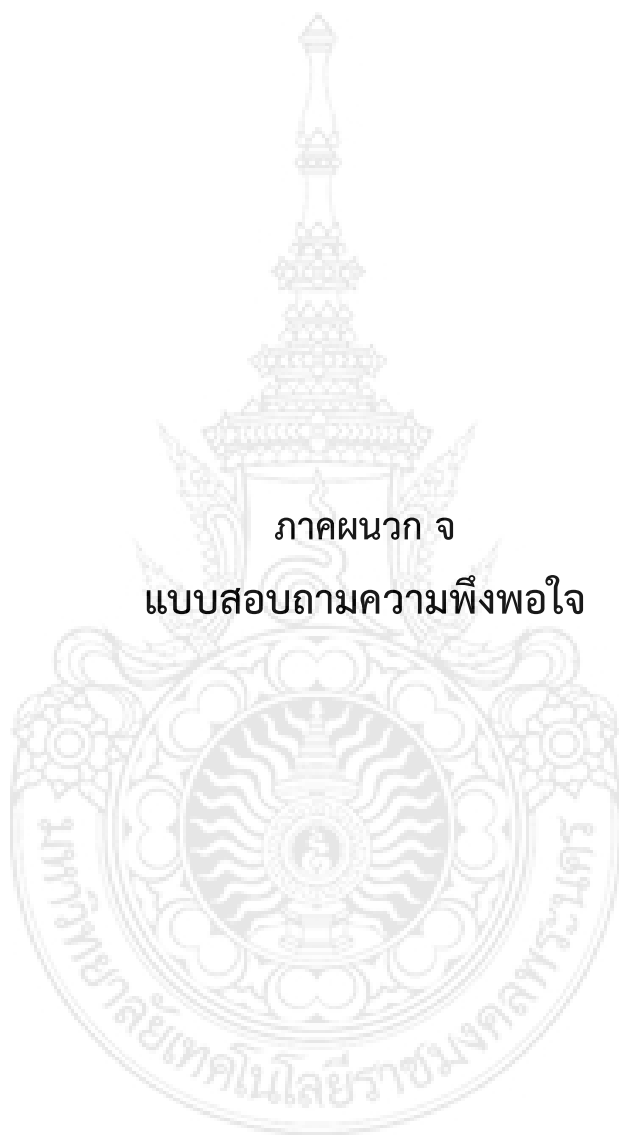 ภาคผนวก จ
แบบสอบถามความพึงพอใจ
มหาวิทยาลัยเทคโนโลยีราชมงคลพระนคร